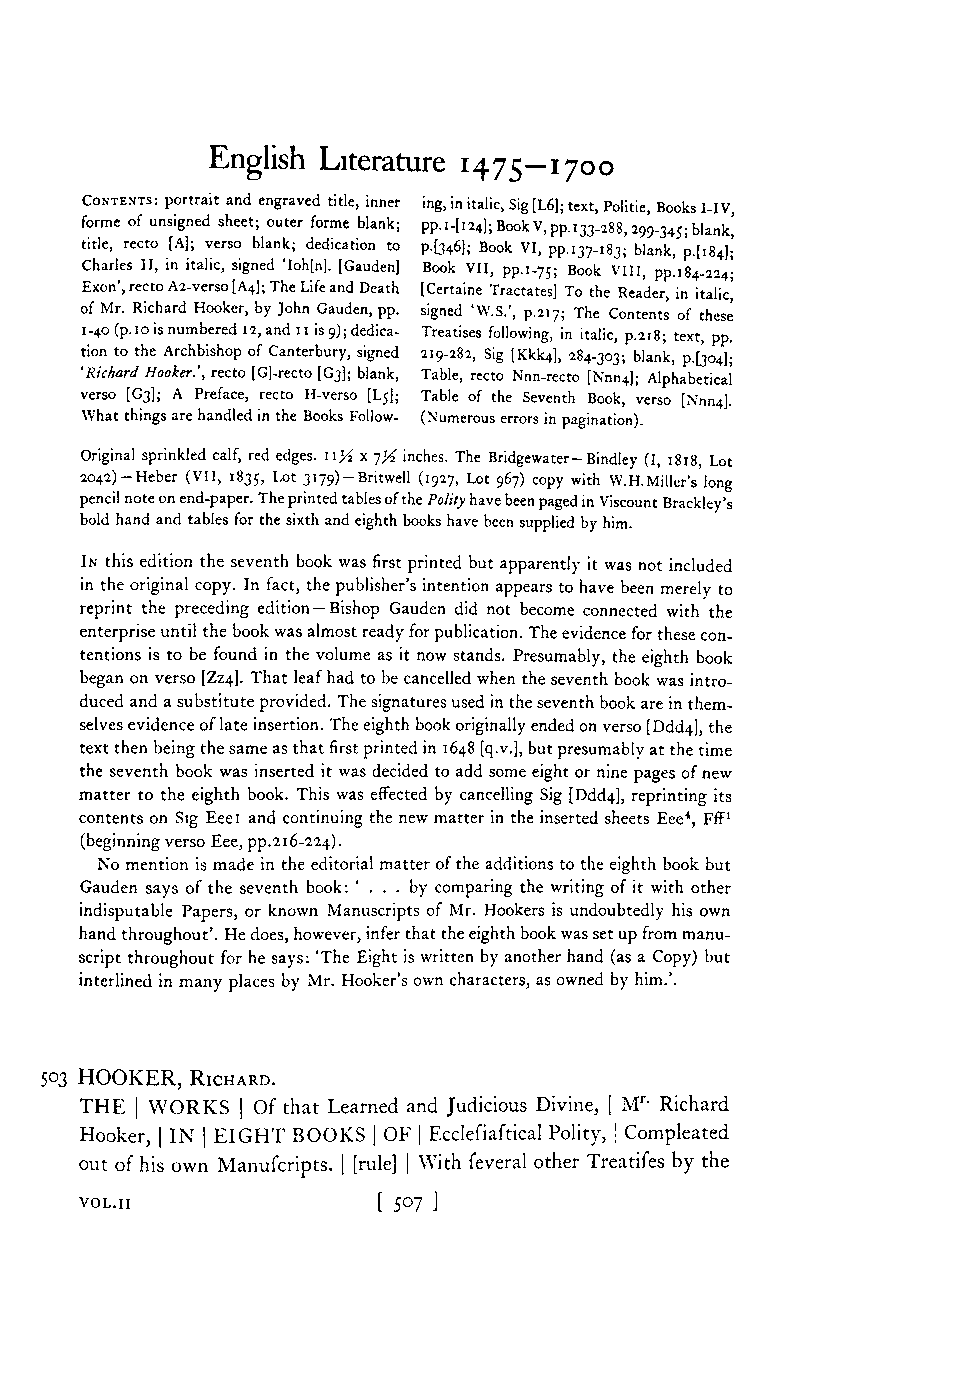 English Literature 1475—1700
CONTENTS: portrait and engraved title, inner
forme of unsigned sheet; outer forme blank;
title, recto [A]; verso blank; dedication to
Charles II, in italic, signed 'Ioh[n]. [Gauden]
Exon', recto A2-verso [A4]; The Life and Death
of Mr. Richard Hooker, by John Gauden, pp.
1-40 (p.10 is numbered 12, and 11 is 9); dedica-
tion to the Archbishop of Canterbury, signed
'Richard Hooker.', recto [G]-recto [G3]; blank,
verso [G3]; A Preface, recto H-verso [L5];
What things are handled in the Books Follow-
ing, in italic, Sig [L6]; text, Politie, Books I-IV,
pp.1-[124]; Book V, pp.133-288, 299-345; blank,
p.[346]; Book VI, pp.137-183; blank, p.[184];
Book VII, pp.1-75; Book VIII, pp.184-224;
[Certaine Tractates] To the Reader, in italic,
signed 'W.S.', p.217; The Contents of these
Treatises following, in italic, p.218; text, pp.
219-282, Sig [Kkk4], 284-303; blank, p.[304];
Table, recto Nnn-recto [Nnn4]; Alphabetical
Table of the Seventh Book, verso [Nnn4].
(Numerous errors in pagination).
Original sprinkled calf, red edges. 11½ x 7½ inches. The Bridgewater—Bindley (I, 1818, Lot
2042)—Heber (VII, 1835, Lot 3179)—Britwell (1927, Lot 967) copy with W.H.Miller's long
pencil note on end-paper. The printed tables of the Polity have been paged in Viscount Brackley's
bold hand and tables for the sixth and eighth books have been supplied by him.
IN this edition the seventh book was first printed but apparently it was not included
in the original copy. In fact, the publisher's intention appears to have been merely to
reprint the preceding edition—Bishop Gauden did not become connected with the
enterprise until the book was almost ready for publication. The evidence for these con-
tentions is to be found in the volume as it now stands. Presumably, the eighth book
began on verso [Zz4]. That leaf had to be cancelled when the seventh book was intro-
duced and a substitute provided. The signatures used in the seventh book are in them-
selves evidence of late insertion. The eighth book originally ended on verso [Ddd4], the
text then being the same as that first printed in 1648 [q.v.], but presumably at the time
the seventh book was inserted it was decided to add some eight or nine pages of new
matter to the eighth book. This was effected by cancelling Sig [Ddd4], reprinting its
contents on Sig Eee1 and continuing the new matter in the inserted sheets Eee⁴, Fff¹
(beginning verso Eee, pp.216-224).
No mention is made in the editorial matter of the additions to the eighth book but
Gauden says of the seventh book: ' . . . by comparing the writing of it with other
indisputable Papers, or known Manuscripts of Mr. Hookers is undoubtedly his own
hand throughout'. He does, however, infer that the eighth book was set up from manu-
script throughout for he says: 'The Eight is written by another hand (as a Copy) but
interlined in many places by Mr. Hooker's own characters, as owned by him.'.
503 HOOKER, RICHARD.
THE | WORKS | Of that Learned and Judicious Divine, | Mr. Richard
Hooker, | IN | EIGHT BOOKS | OF | Eccleſiaſtical Polity, | Compleated
out of his own Manuſcripts. | [rule] | With ſeveral other Treatiſes by the
VOL.II [ 507 ]